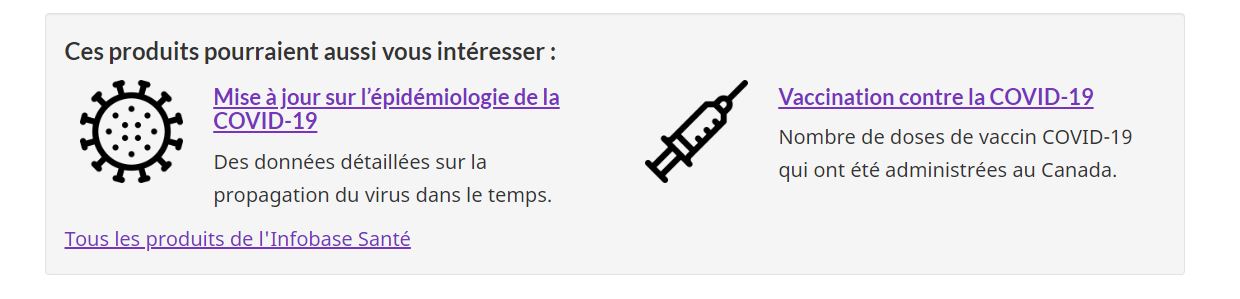 Ces produits pourraient aussi vous intéresser :
Mise à jour sur l’épidémiologie de la
COVID-19
Des données détaillées sur la
propagation du virus dans le temps.
Vaccination contre la COVID-19
Nombre de doses de vaccin COVID-19
qui ont été administrées au Canada.
Tous les produits de l'Infobase Santé